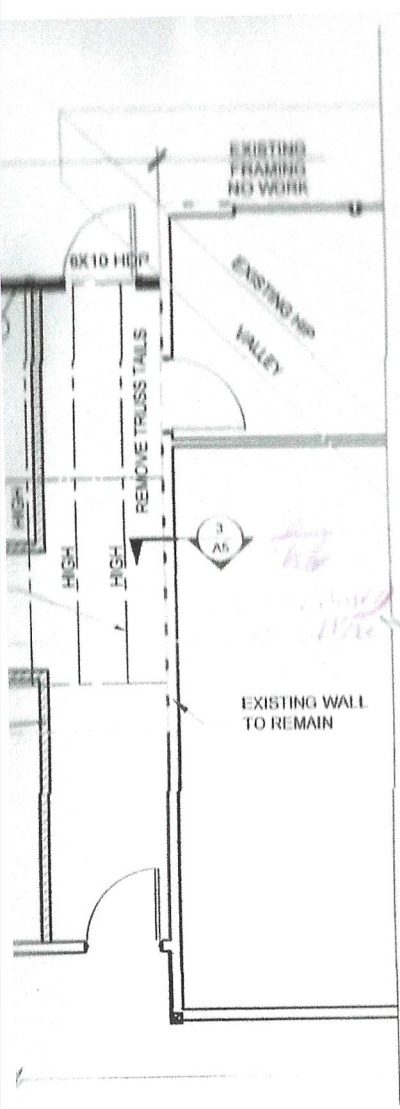 EXISTING
FRAMING
NO WORK
6X10 HDR
EXISTING HIP
VALLEY
REMOVE TRUSS TAILS
HIGH
HIGH
HIGH
3
A5
EXISTING WALL
TO REMAIN